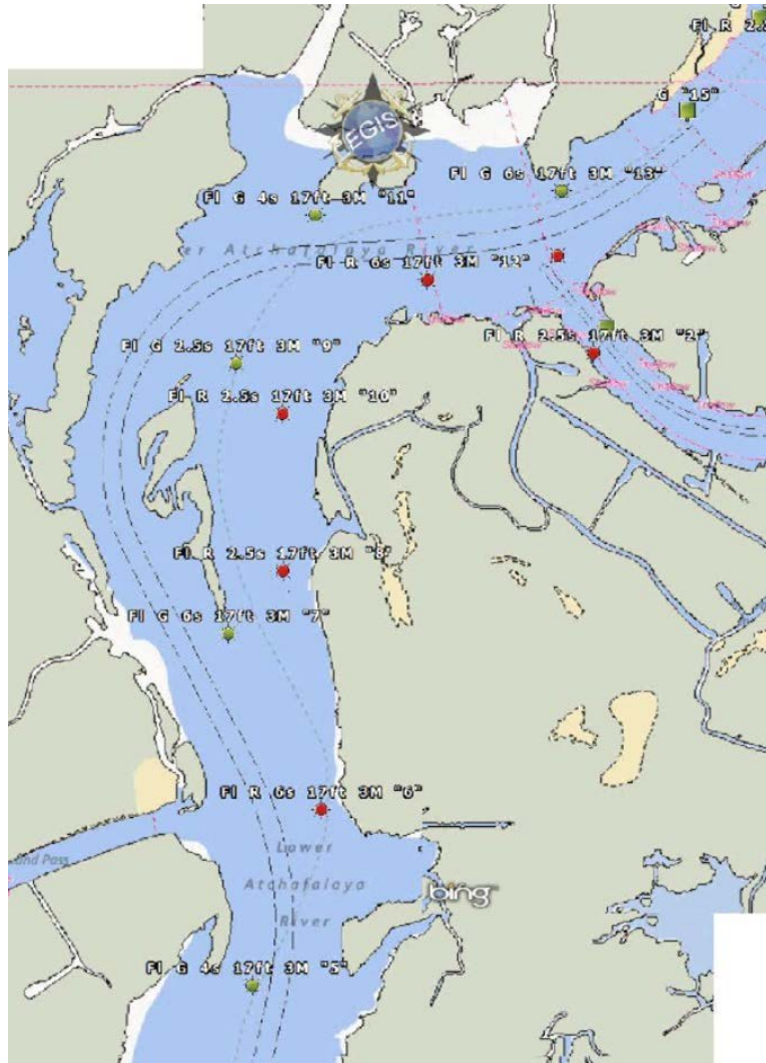 Fl R 2.
G "15"
EGIS
Fl G 6s 17ft 3M "13"
Fl G 4s 17ft 3M "11"
er Atchafalaya River
Fl R 6s 17ft 3M "12"
Fl R 2.5s 17ft 3M "2"
Fl G 2.5s 17ft 3M "9"
Fl R 2.5s 17ft 3M "10"
Fl R 2.5s 17ft 3M "8"
Fl G 6s 17ft 3M "7"
Fl R 6s 17ft 3M "6"
Lower
Atchafalaya
River
and Pass
bing
Fl G 4s 17ft 3M "5"